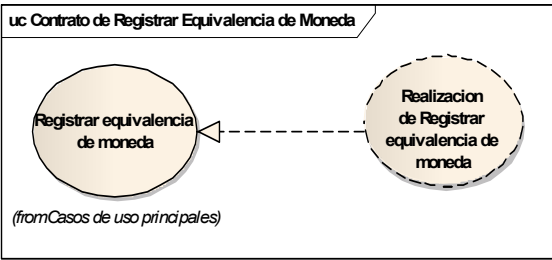 uc Contrato de Registrar Equivalencia de Moneda
Registrar equivalencia
de moneda
Realizacion
de Registrar
equivalencia de
moneda
(fromCasos de uso principales)